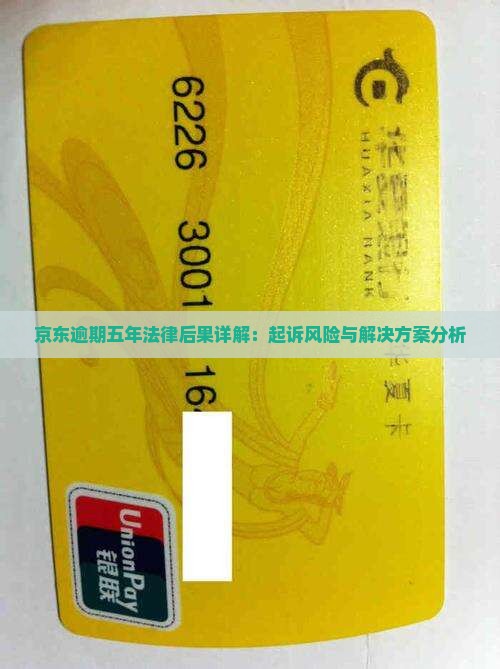 华夏银行
HUAXIA BANK
华夏卡
6226 3001 16
京东逾期五年法律后果详解：起诉风险与解决方案分析
UnionPay
银联